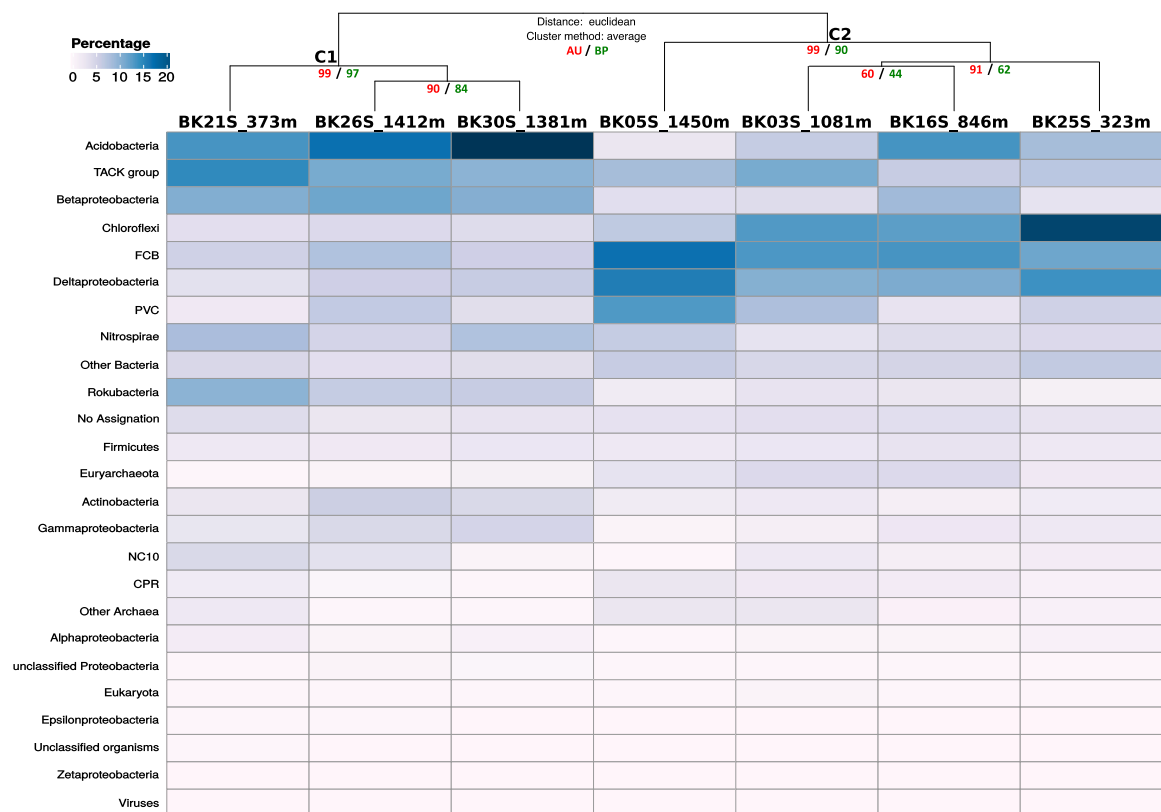 Distance: euclidean
Cluster method: average
AU / BP
Percentage
0 5 10 15 20
C1
99 / 97
90 / 84
C2
99 / 90
60 / 44
91 / 62
BK21S_373m BK26S_1412m BK30S_1381m BK05S_1450m BK03S_1081m BK16S_846m BK25S_323m
Acidobacteria
TACK group
Betaproteobacteria
Chloroflexi
FCB
Deltaproteobacteria
PVC
Nitrospirae
Other Bacteria
Rokubacteria
No Assignation
Firmicutes
Euryarchaeota
Actinobacteria
Gammaproteobacteria
NC10
CPR
Other Archaea
Alphaproteobacteria
unclassified Proteobacteria
Eukaryota
Epsilonproteobacteria
Unclassified organisms
Zetaproteobacteria
Viruses